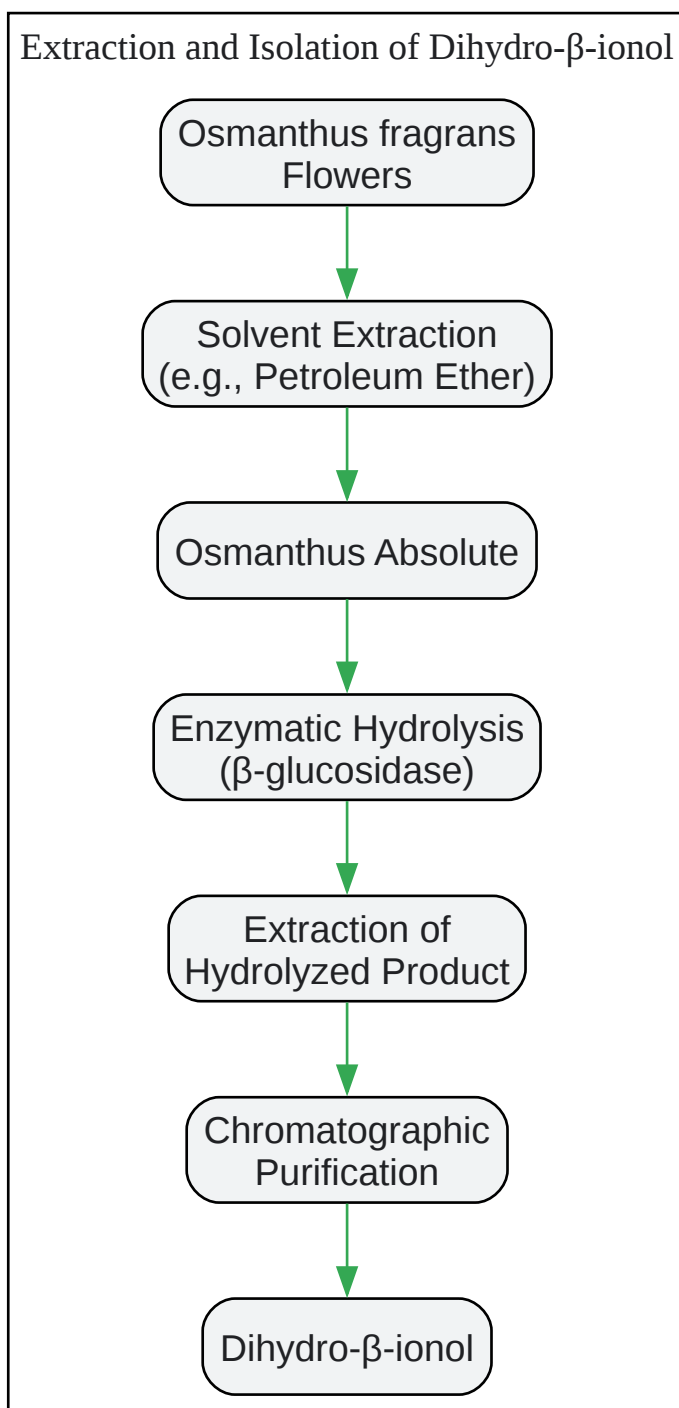 Extraction and Isolation of Dihydro-β-ionol
Osmanthus fragrans
Flowers
Solvent Extraction
(e.g., Petroleum Ether)
Osmanthus Absolute
Enzymatic Hydrolysis
(β-glucosidase)
Extraction of
Hydrolyzed Product
Chromatographic
Purification
Dihydro-β-ionol